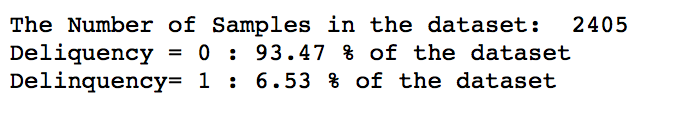 The Number of Samples in the dataset:  2405
Deliquency = 0 : 93.47 % of the dataset
Delinquency= 1 : 6.53 % of the dataset